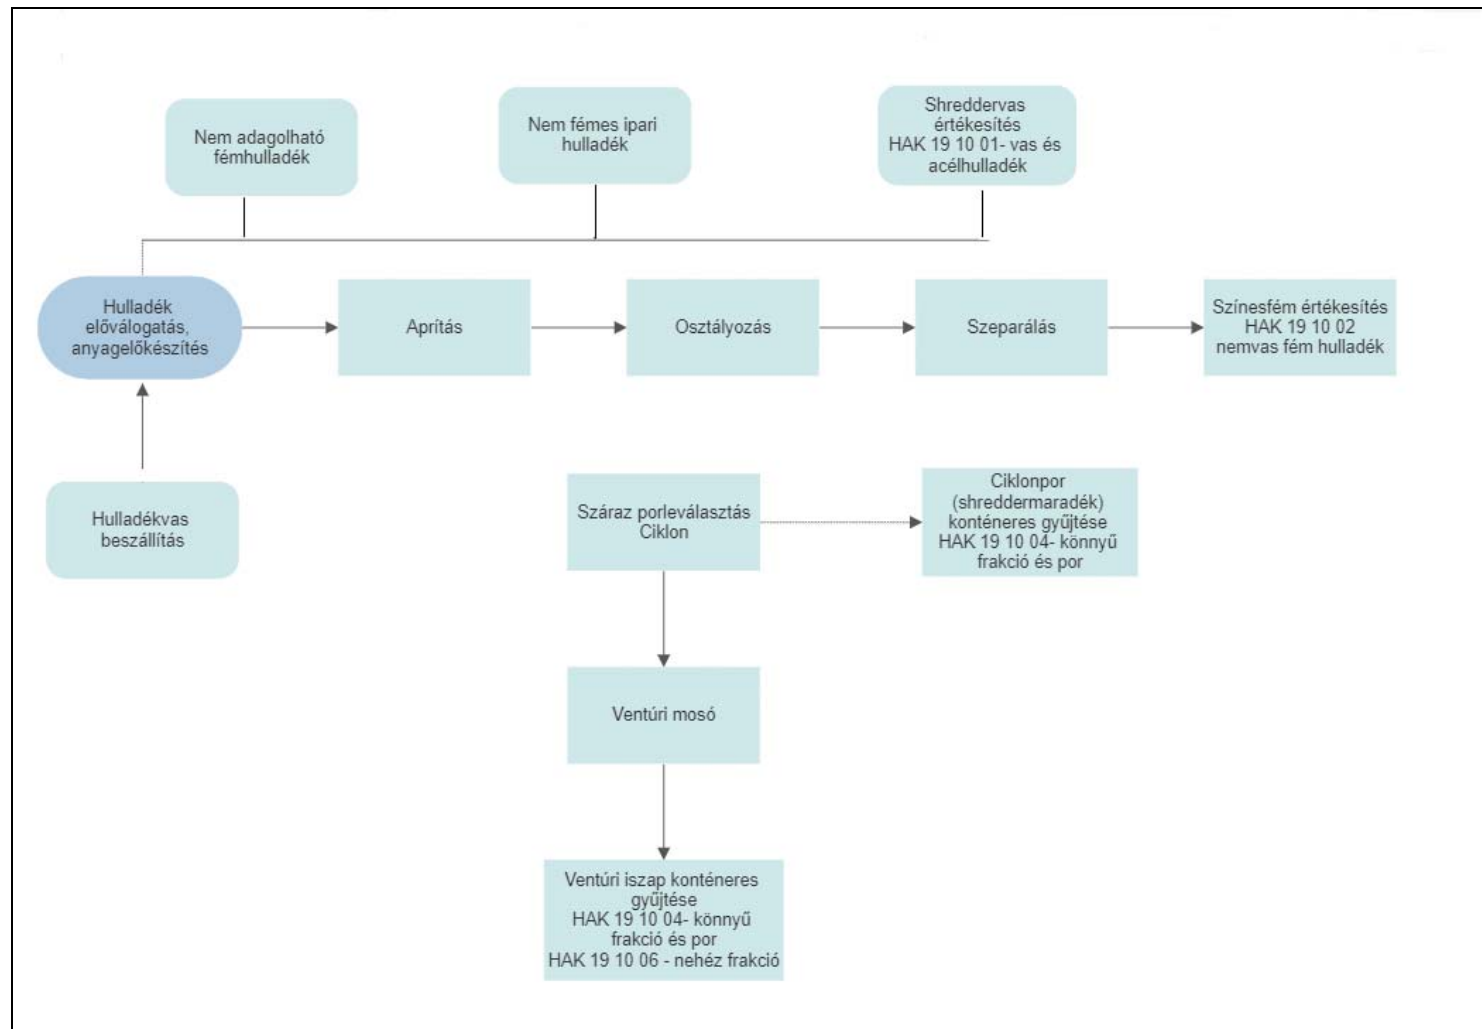 Nem adagolható
fémhulladék
Nem fémes ipari
hulladék
Shreddervas
értékesítés
HAK 19 10 01- vas és
acélhulladék
Hulladék
előválogatás,
anyagelőkészítés
Aprítás
Osztályozás
Szeparálás
Színesfém értékesítés
HAK 19 10 02
nemvas fém hulladék
Hulladékvas
beszállítás
Száraz porleválasztás
Ciklon
Ciklonpor
(shreddermaradék)
konténeres gyűjtése
HAK 19 10 04- könnyű
frakció és por
Ventúri mosó
Ventúri iszap konténeres
gyűjtése
HAK 19 10 04- könnyű
frakció és por
HAK 19 10 06 - nehéz frakció